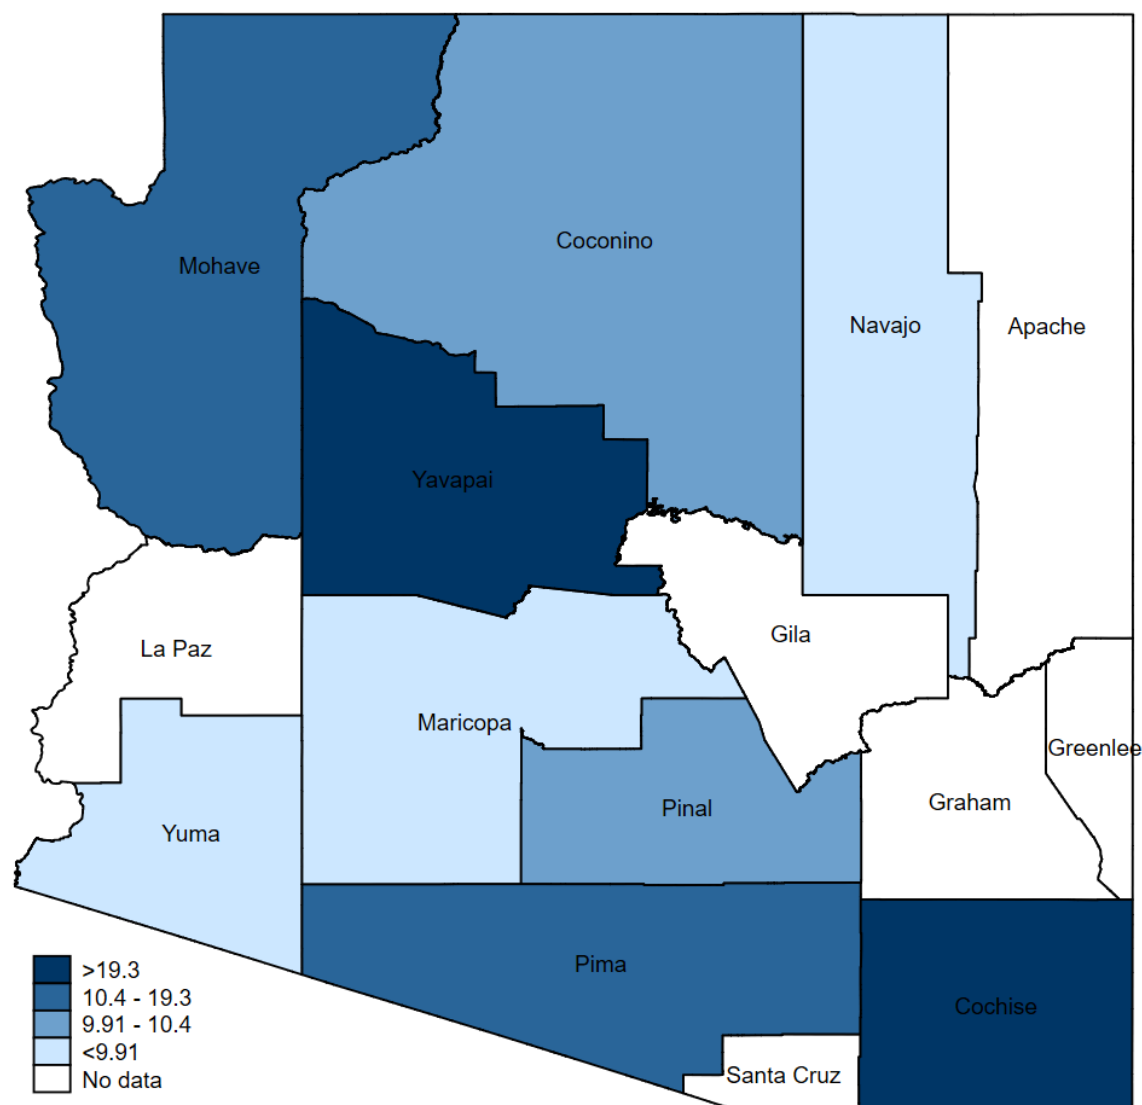 Coconino
Mohave
Navajo
Apache
Yavapai
Gila
La Paz
Maricopa
Greenlee
Graham
Pinal
Yuma
Pima
Cochise
Santa Cruz
>19.3
10.4 - 19.3
9.91 - 10.4
<9.91
No data